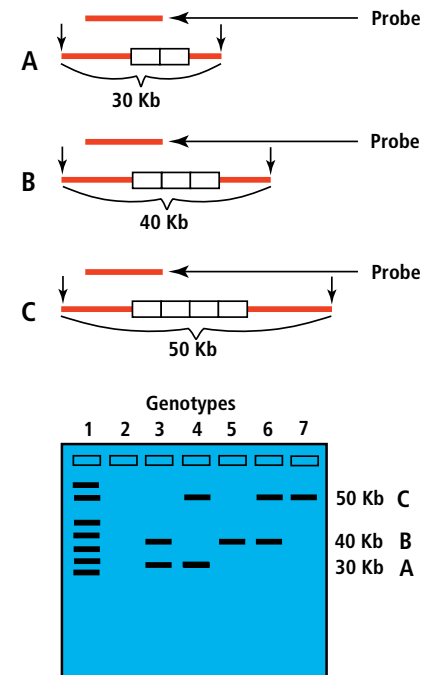 Probe
A
30 Kb
Probe
B
40 Kb
Probe
C
50 Kb
Genotypes
1 2 3 4 5 6 7
50 Kb C
40 Kb B
30 Kb A